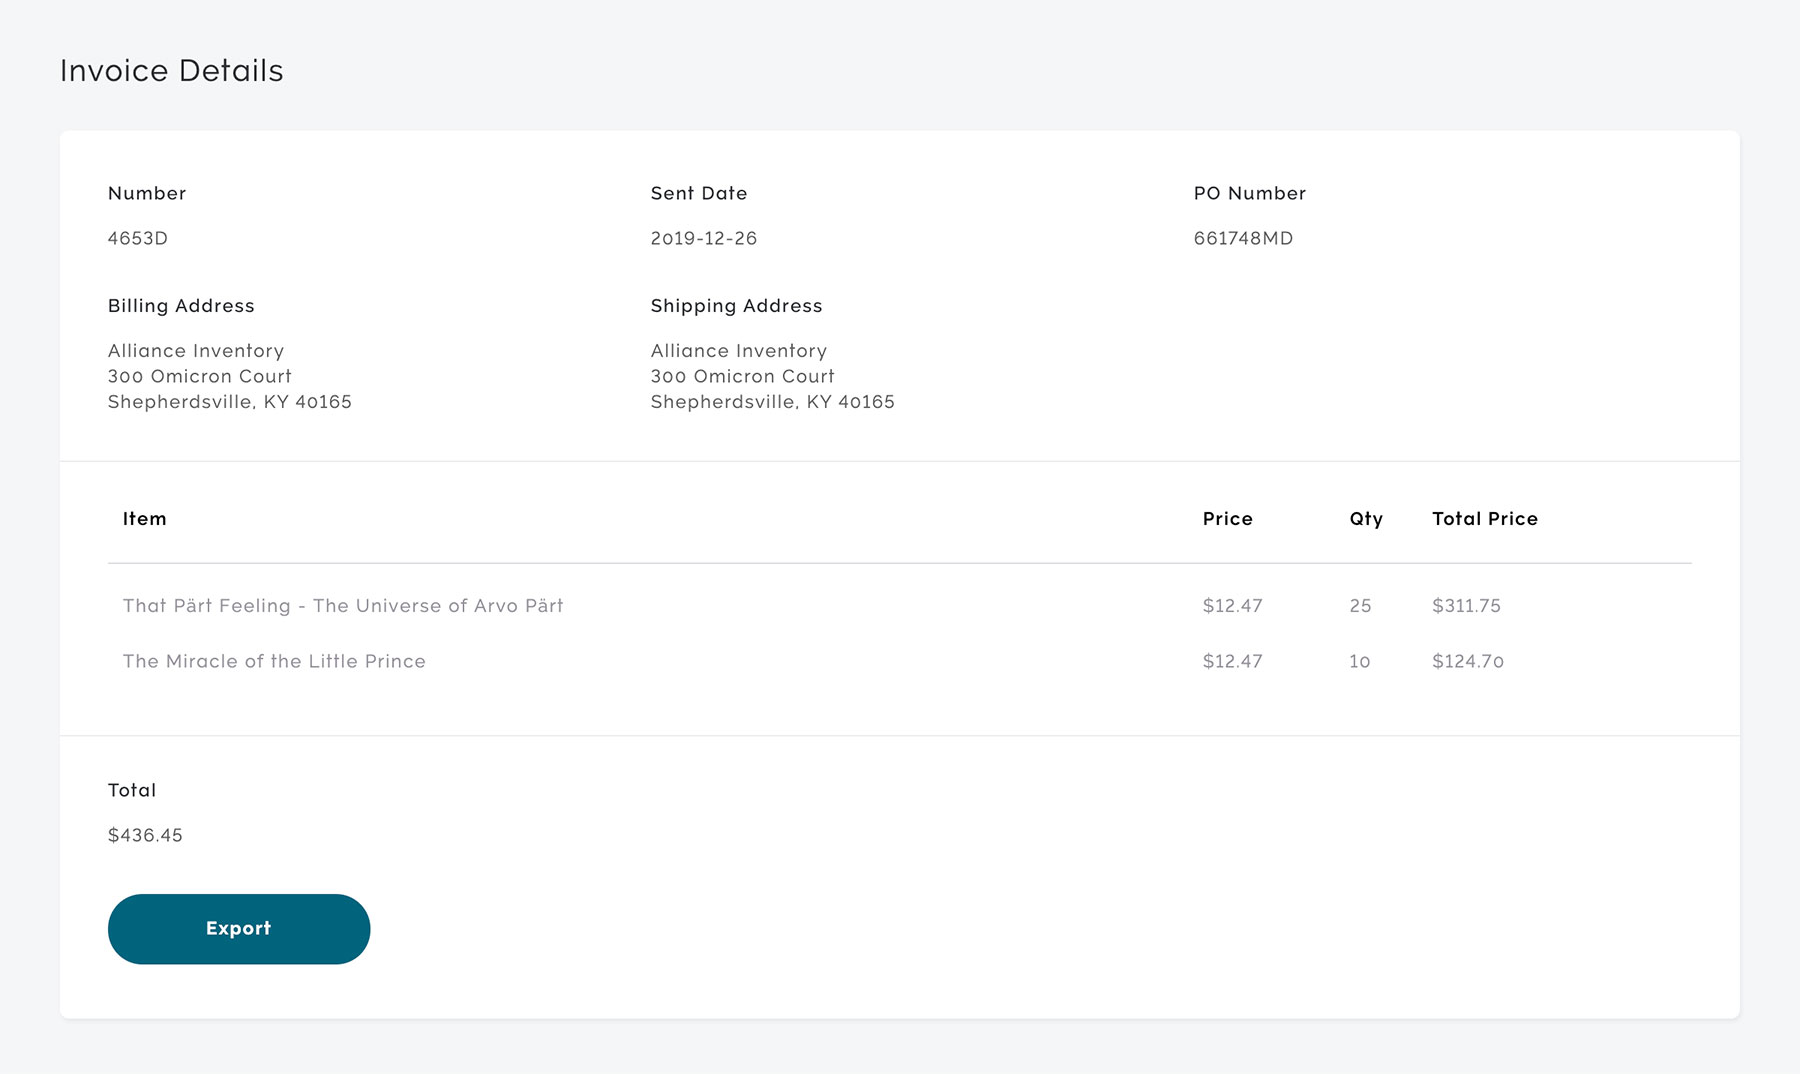 Invoice Details
Number
4653D
Sent Date
2019-12-26
PO Number
661748MD
Billing Address
Alliance Inventory
300 Omicron Court
Shepherdsville, KY 40165
Shipping Address
Alliance Inventory
300 Omicron Court
Shepherdsville, KY 40165
Item Price Qty Total Price
That Pärt Feeling - The Universe of Arvo Pärt $12.47 25 $311.75
The Miracle of the Little Prince $12.47 10 $124.70
Total
$436.45
Export